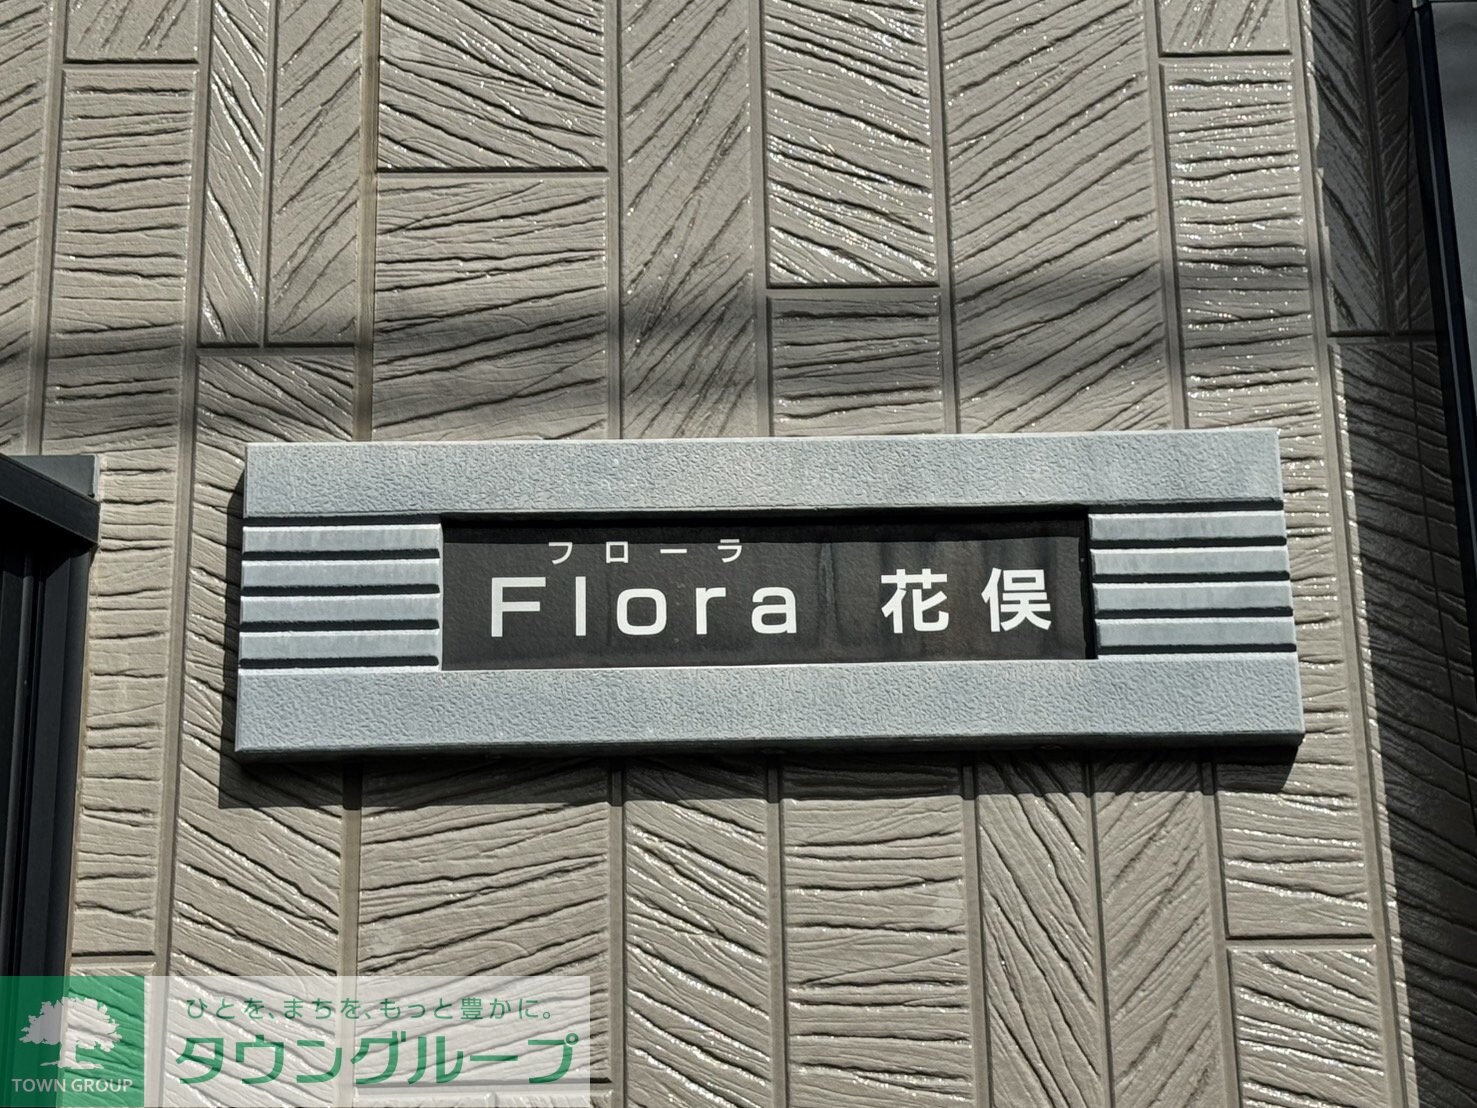 フローラ
Flora 花俣
ひとを、まちを、もっと豊かに。
タウングループ
TOWN GROUP